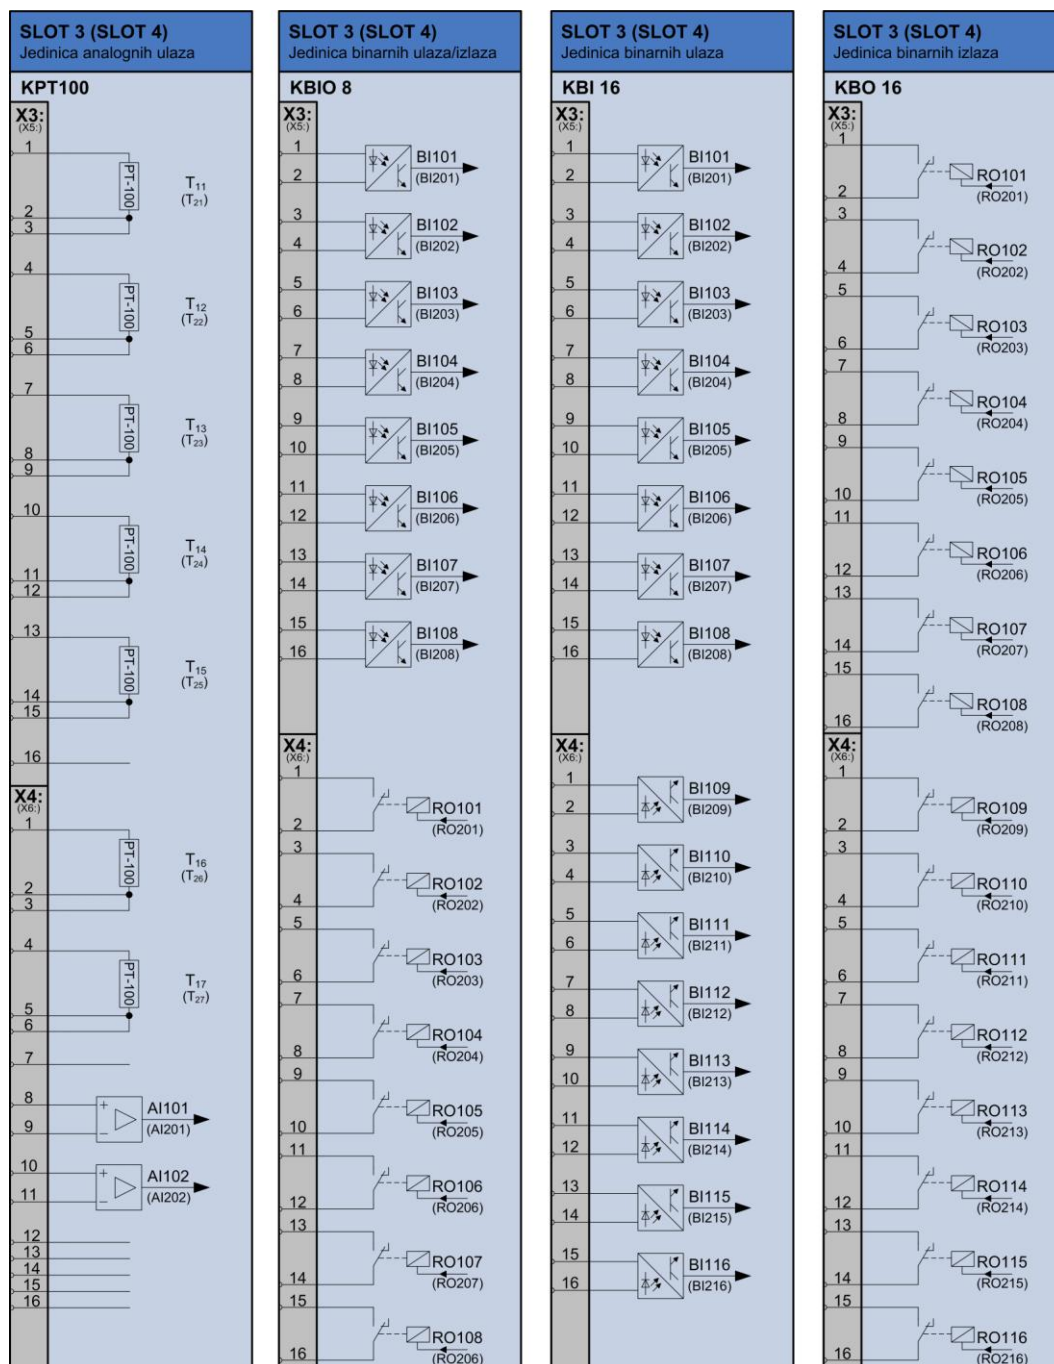 SLOT 3 (SLOT 4)
Jedinica analognih ulaza
KPT100
X3:
(X5:)
1
PT-100
T11
(T21)
2
3
4
PT-100
T12
(T22)
5
6
7
PT-100
T13
(T23)
8
9
10
PT-100
T14
(T24)
11
12
13
PT-100
T15
(T25)
14
15
16
X4:
(X6:)
1
PT-100
T16
(T26)
2
3
4
PT-100
T17
(T27)
5
6
7
8
+
AI101
9
−
(AI201)
10
+
AI102
11
−
(AI202)
12
13
14
15
16
SLOT 3 (SLOT 4)
Jedinica binarnih ulaza/izlaza
KBIO 8
X3:
(X5:)
1
BI101
2
(BI201)
3
BI102
4
(BI202)
5
BI103
6
(BI203)
7
BI104
8
(BI204)
9
BI105
10
(BI205)
11
BI106
12
(BI206)
13
BI107
14
(BI207)
15
BI108
16
(BI208)
X4:
(X6:)
1
RO101
2
(RO201)
3
RO102
4
(RO202)
5
RO103
6
(RO203)
7
RO104
8
(RO204)
9
RO105
10
(RO205)
11
RO106
12
(RO206)
13
RO107
14
(RO207)
15
RO108
16
(RO206)
SLOT 3 (SLOT 4)
Jedinica binarnih ulaza
KBI 16
X3:
(X5:)
1
BI101
2
(BI201)
3
BI102
4
(BI202)
5
BI103
6
(BI203)
7
BI104
8
(BI204)
9
BI105
10
(BI205)
11
BI106
12
(BI206)
13
BI107
14
(BI207)
15
BI108
16
(BI208)
X4:
(X6:)
1
BI109
2
(BI209)
3
BI110
4
(BI210)
5
BI111
6
(BI211)
7
BI112
8
(BI212)
9
BI113
10
(BI213)
11
BI114
12
(BI214)
13
BI115
14
(BI215)
15
BI116
16
(BI216)
SLOT 3 (SLOT 4)
Jedinica binarnih izlaza
KBO 16
X3:
(X5:)
1
RO101
2
(RO201)
3
RO102
4
(RO202)
5
RO103
6
(RO203)
7
RO104
8
(RO204)
9
RO105
10
(RO205)
11
RO106
12
(RO206)
13
RO107
14
(RO207)
15
RO108
16
(RO208)
X4:
(X6:)
1
RO109
2
(RO209)
3
RO110
4
(RO210)
5
RO111
6
(RO211)
7
RO112
8
(RO212)
9
RO113
10
(RO213)
11
RO114
12
(RO214)
13
RO115
14
(RO215)
15
RO116
16
(RO216)